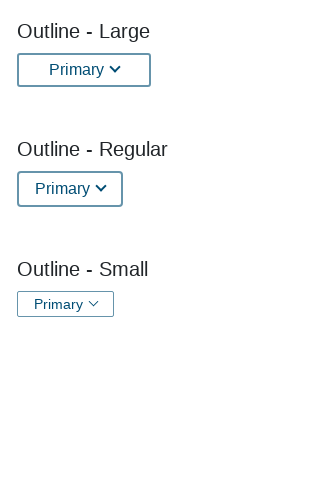 Outline - Large
Primary
Outline - Regular
Primary
Outline - Small
Primary